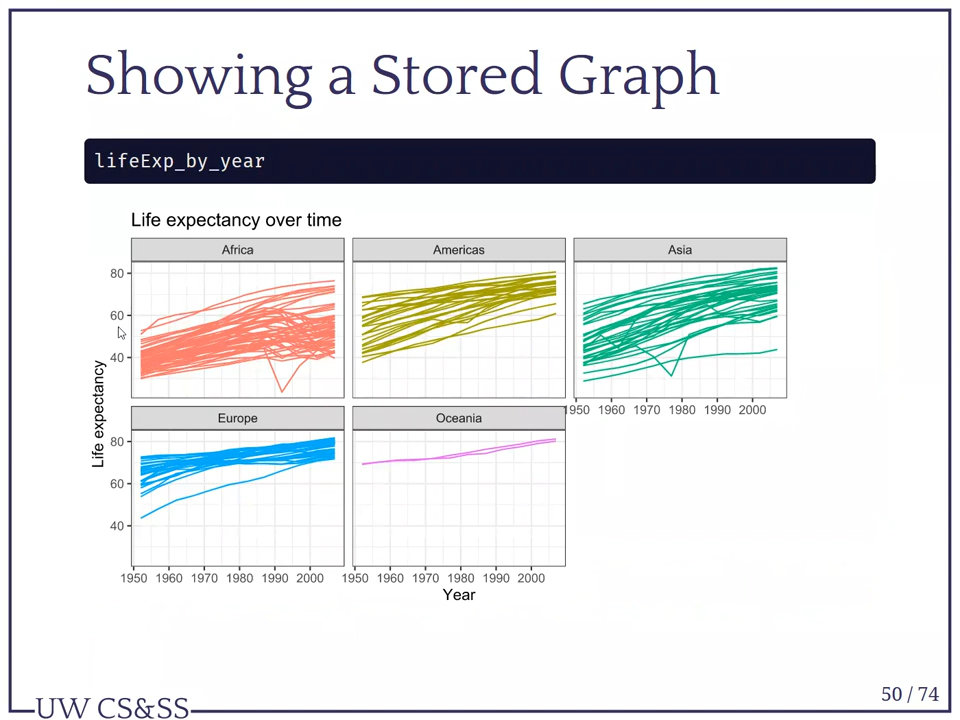 Showing a Stored Graph
lifeExp_by_year
Life expectancy over time
Africa
Americas
Asia
80
60
40
1950 1960 1970 1980 1990 2000
Life expectancy
Europe
Oceania
80
60
40
1950 1960 1970 1980 1990 2000
1950 1960 1970 1980 1990 2000
Year
50 / 74
UW CS&SS